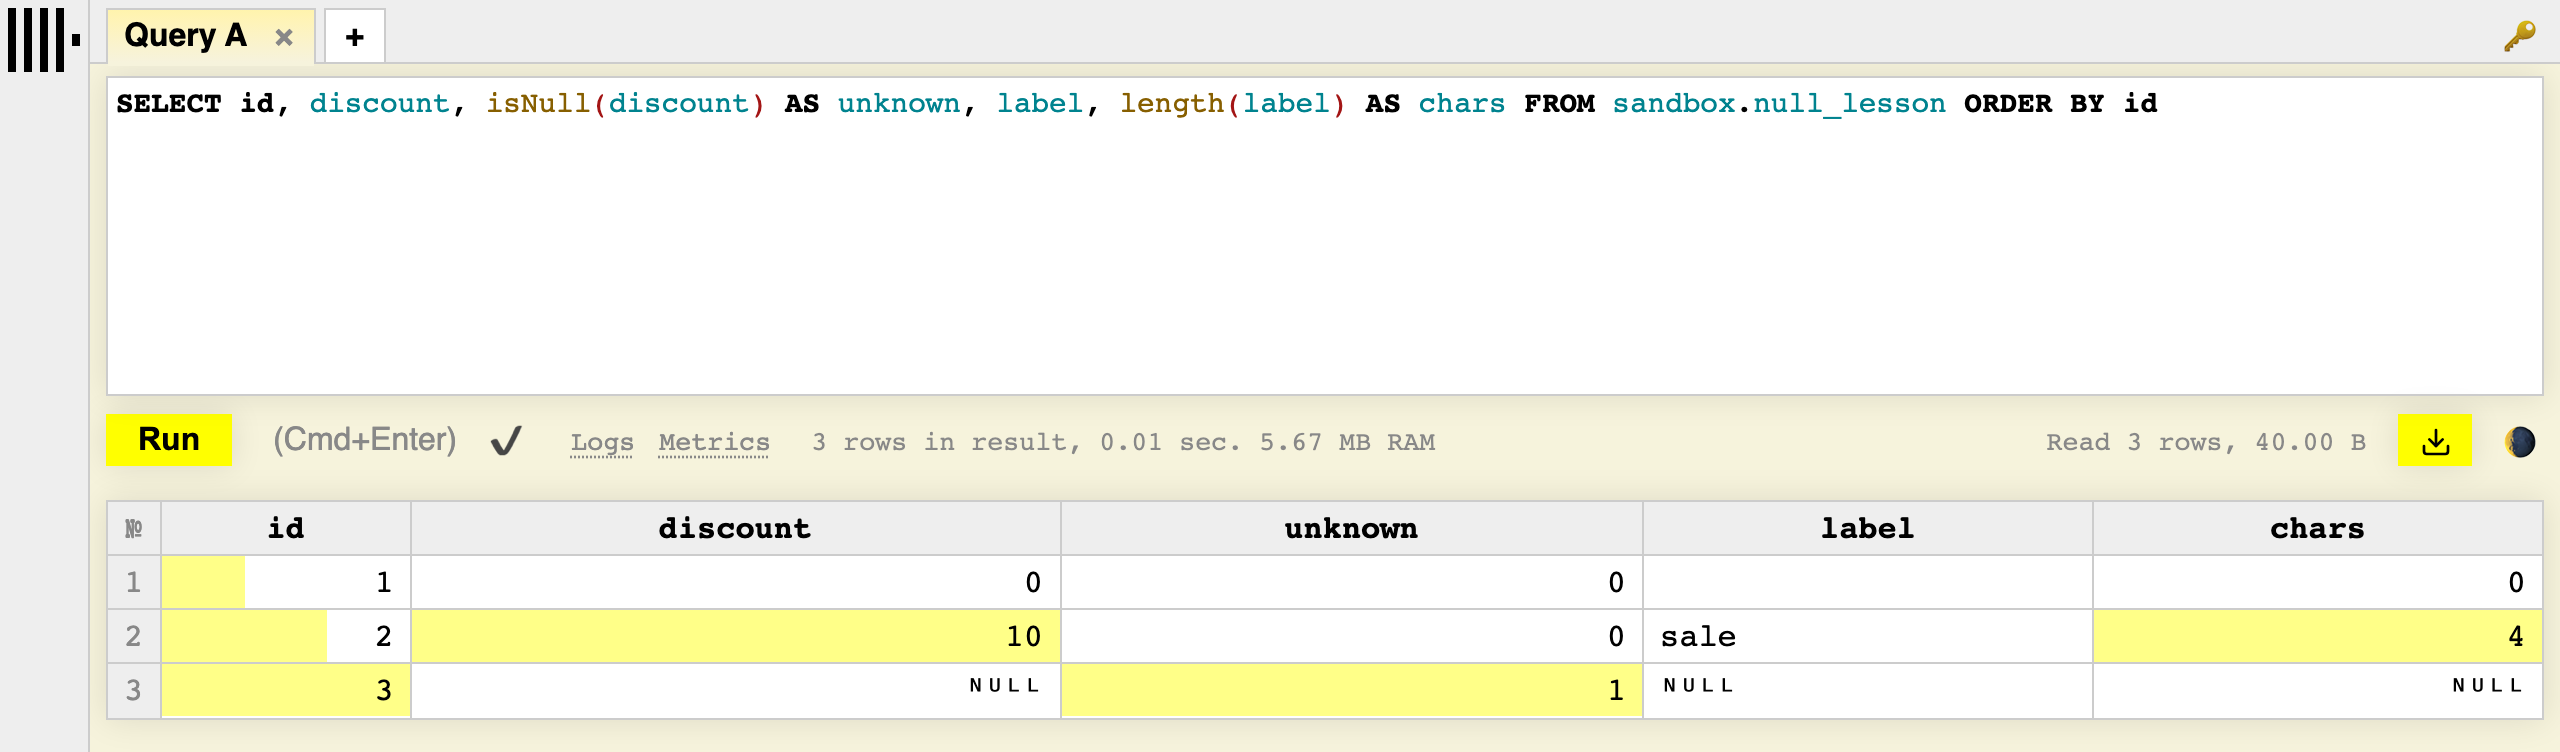 Query A × +
SELECT id, discount, isNull(discount) AS unknown, label, length(label) AS chars FROM sandbox.null_lesson ORDER BY id
Run (Cmd+Enter) ✔ Logs Metrics 3 rows in result, 0.01 sec. 5.67 MB RAM Read 3 rows, 40.00 B
№ id discount unknown label chars
1 1 0 0 0
2 2 10 0 sale 4
3 3 NULL 1 NULL NULL